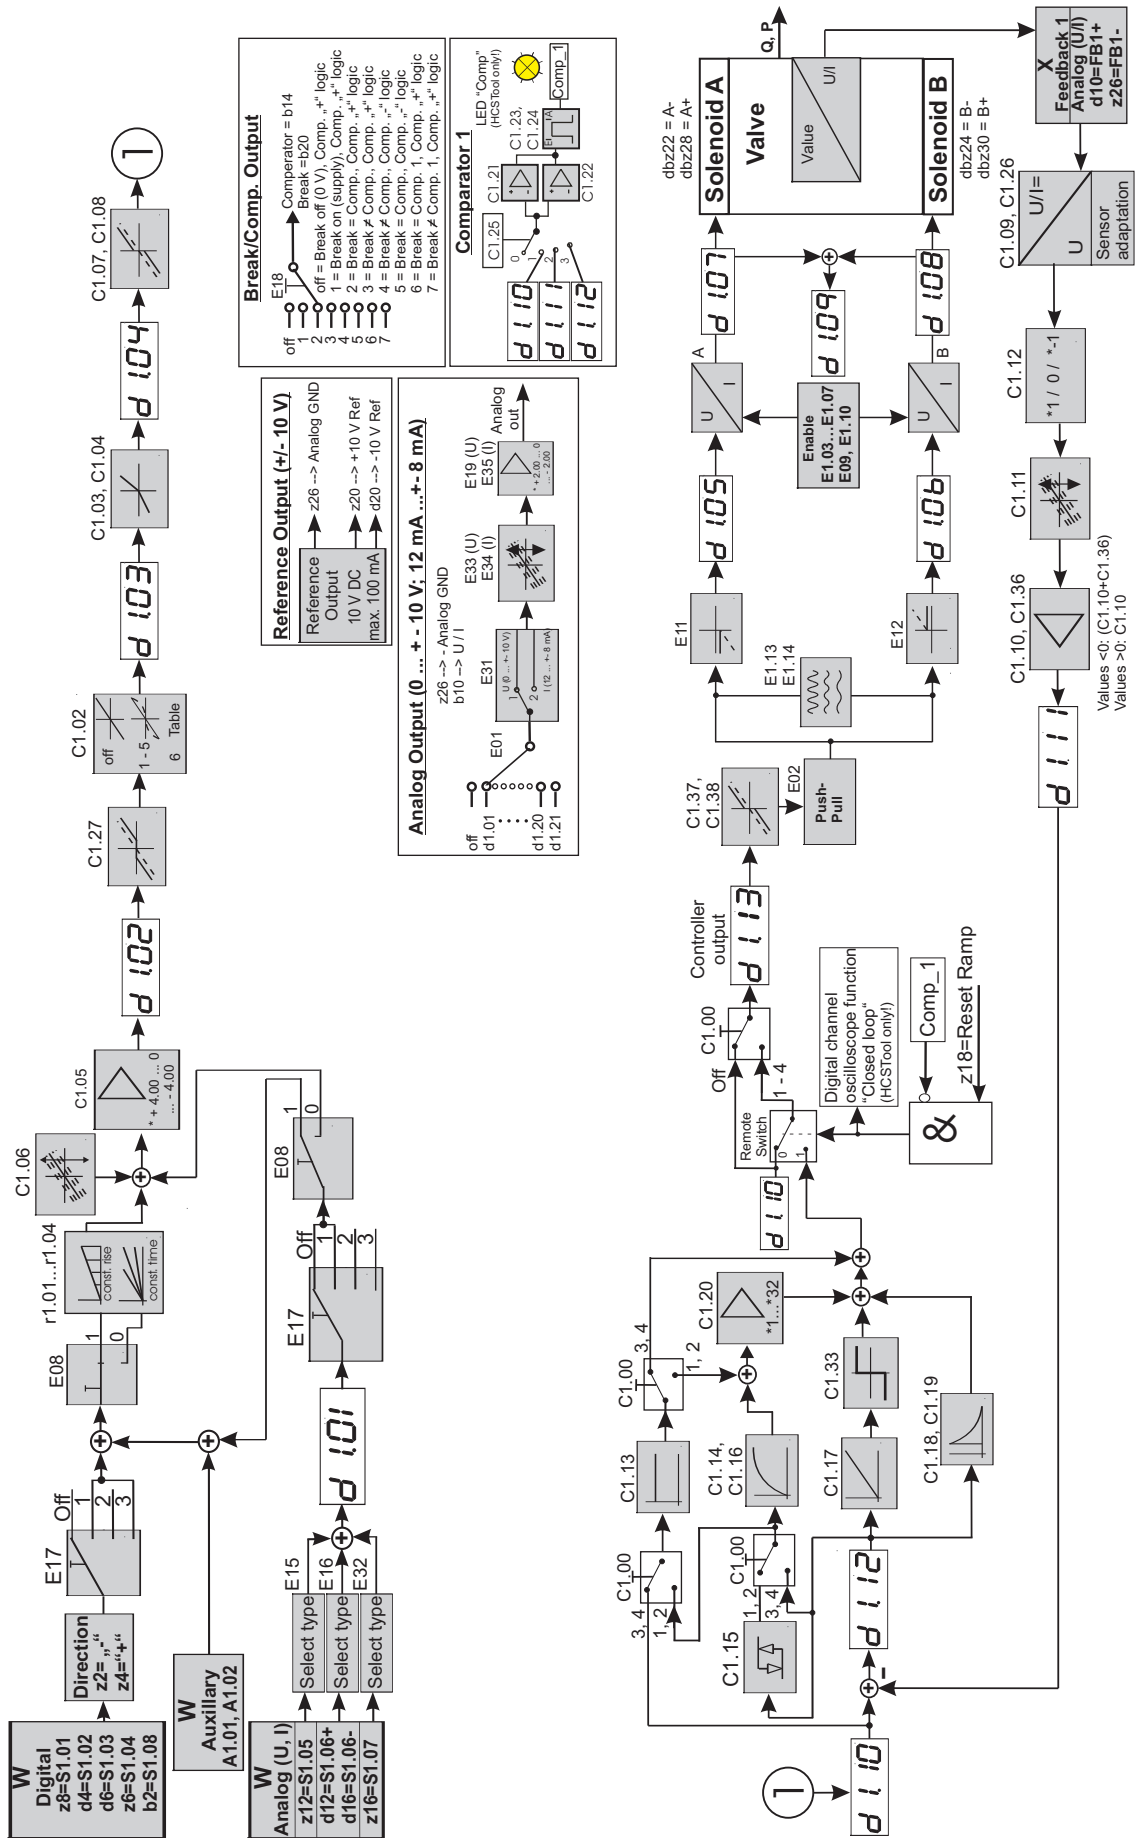 W
Digital
z8=S1.01
d4=S1.02
d6=S1.03
z6=S1.04
b2=S1.08
Direction
z2= „-“
z4=“+“
E17
Off
1
2
3
W
Auxillary
A1.01, A1.02
E08
1
0
r1.01...r1.04
const. rise
const. time
C1.06
C1.05
* + 4.00 ... 0
... - 4.00
d 1.02
C1.27
C1.02
off
1 - 5
6 Table
d 1.03
C1.03, C1.04
d 1.04
C1.07, C1.08
1
W
Analog (U, I)
z12=S1.05
d12=S1.06+
d16=S1.06-
z16=S1.07
Select type
Select type
Select type
E15
E16
E32
d 1.01
E17
Off
1
2
3
E08
1
0
Reference Output (+/- 10 V)
Reference
Output
10 V DC
max. 100 mA
z26 --> Analog GND
z20 --> +10 V Ref
d20 --> -10 V Ref
Analog Output (0 ... + - 10 V; 12 mA ...+- 8 mA)
z26 --> - Analog GND
b10 --> U / I
off
d1.01
d1.20
d1.21
E01
E31
U (0 ... +- 10 V)
1
2
I (12 ... +- 8 mA)
E33 (U)
E34 (I)
E19 (U)
E35 (I)
* + 2.00 ... 0
... - 2.00
Analog
out
Break/Comp. Output
off
1
2
3
4
5
6
7
E18
Comperator = b14
Break =b20
off = Break off (0 V), Comp. „+“ logic
1 = Break on (supply), Comp. „+“ logic
2 = Break = Comp., Comp. „+“ logic
3 = Break ≠ Comp., Comp. „+“ logic
4 = Break ≠ Comp., Comp. „-“ logic
5 = Break = Comp., Comp. „-“ logic
6 = Break = Comp. 1, Comp. „+“ logic
7 = Break ≠ Comp. 1, Comp. „+“ logic
Comparator 1
d 1.10
d 1.11
d 1.12
0
1
2
3
C1.25
C1.21
C1.22
C1.23,
C1.24
LED “Comp”
(HCSTool only!)
Comp_1
1
d 1.10
-
d 1.12
C1.15
C1.00
3, 4
1, 2
C1.00
1, 2
3, 4
C1.13
C1.14,
C1.16
C1.17
C1.18, C1.19
C1.00
3, 4
1, 2
C1.20
*1...*32
C1.33
d 1.10
Remote
Switch
0
1
Off
1 - 4
C1.00
Digital channel
oscilloscope function
“Closed loop“
(HCSTool only!)
&
Comp_1
z18=Reset Ramp
Controller
output
d 1.13
C1.37,
C1.38
E02
Push-
Pull
E11
E1.13
E1.14
E12
d 1.05
d 1.06
U
I
A
Enable
E1.03...E1.07
E09, E1.10
U
I
B
d 1.07
d 1.09
d 1.08
dbz22 = A-
dbz28 = A+
Solenoid A
Valve
Value
U/I
Solenoid B
dbz24 = B-
dbz30 = B+
Q, P
X
Feedback 1
Analog (U/I)
d10=FB1+
z26=FB1-
C1.09, C1.26
U/I=
U
Sensor
adaptation
C1.12
*1 / 0 / *-1
C1.11
C1.10, C1.36
Values <0: (C1.10+C1.36)
Values >0: C1.10
d 1.11